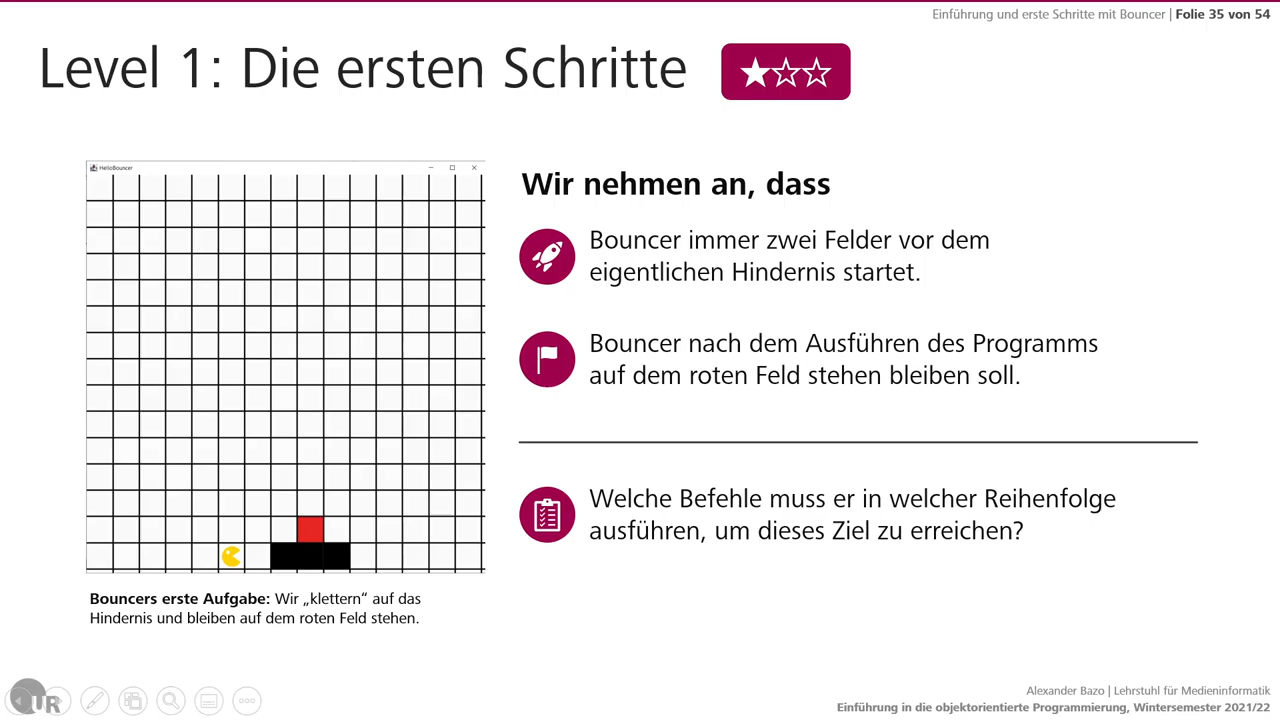 Einführung und erste Schritte mit Bouncer | Folie 35 von 54
Level 1: Die ersten Schritte
HelloBouncer
Wir nehmen an, dass
Bouncer immer zwei Felder vor dem
eigentlichen Hindernis startet.
Bouncer nach dem Ausführen des Programms
auf dem roten Feld stehen bleiben soll.
Welche Befehle muss er in welcher Reihenfolge
ausführen, um dieses Ziel zu erreichen?
Bouncers erste Aufgabe: Wir „klettern“ auf das
Hindernis und bleiben auf dem roten Feld stehen.
UR
Alexander Bazo | Lehrstuhl für Medieninformatik
Einführung in die objektorientierte Programmierung, Wintersemester 2021/22